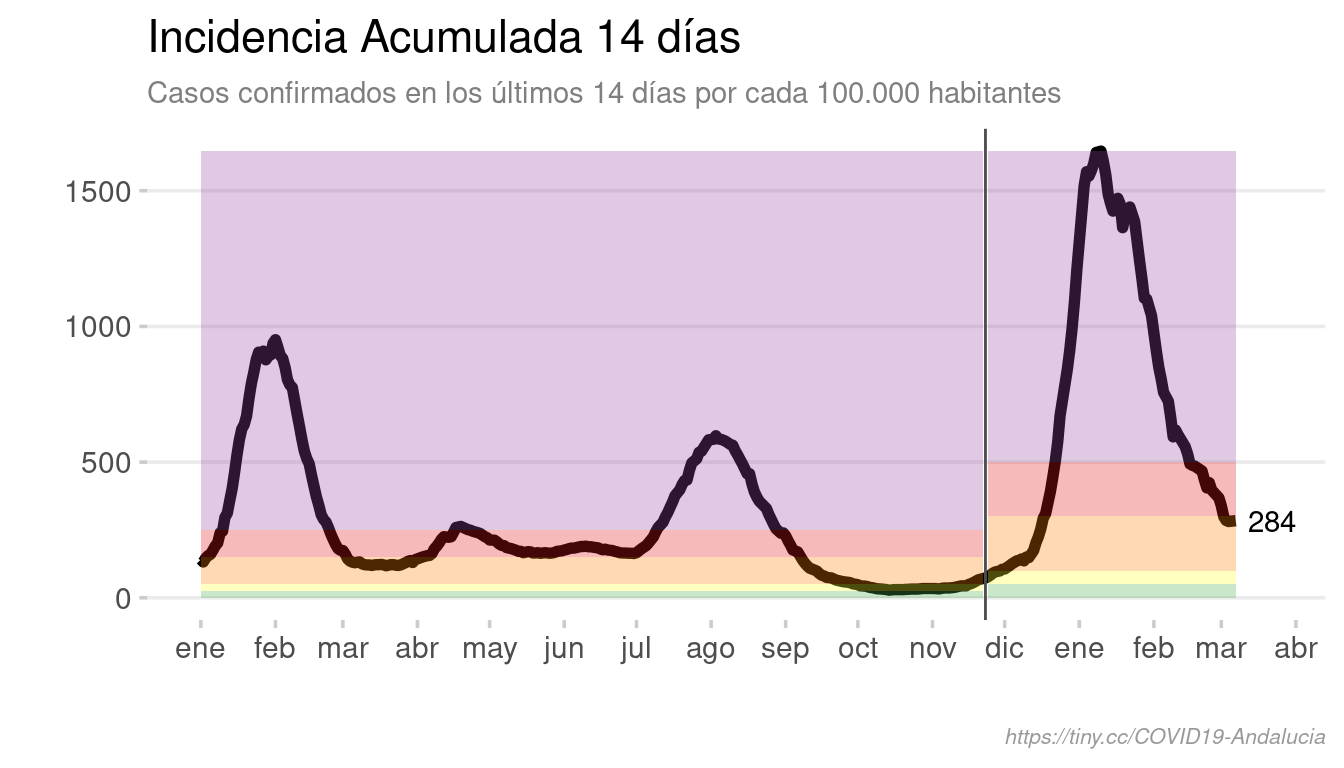 Incidencia Acumulada 14 días
Casos confirmados en los últimos 14 días por cada 100.000 habitantes
1500
1000
500
284
0
ene feb mar abr may jun jul ago sep oct nov dic ene feb mar abr
https://tiny.cc/COVID19-Andalucia